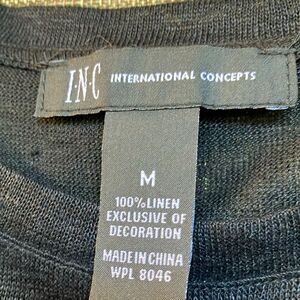 I·N·C INTERNATIONAL CONCEPTS
M
100% LINEN
EXCLUSIVE OF
DECORATION
MADE IN CHINA
WPL 8046